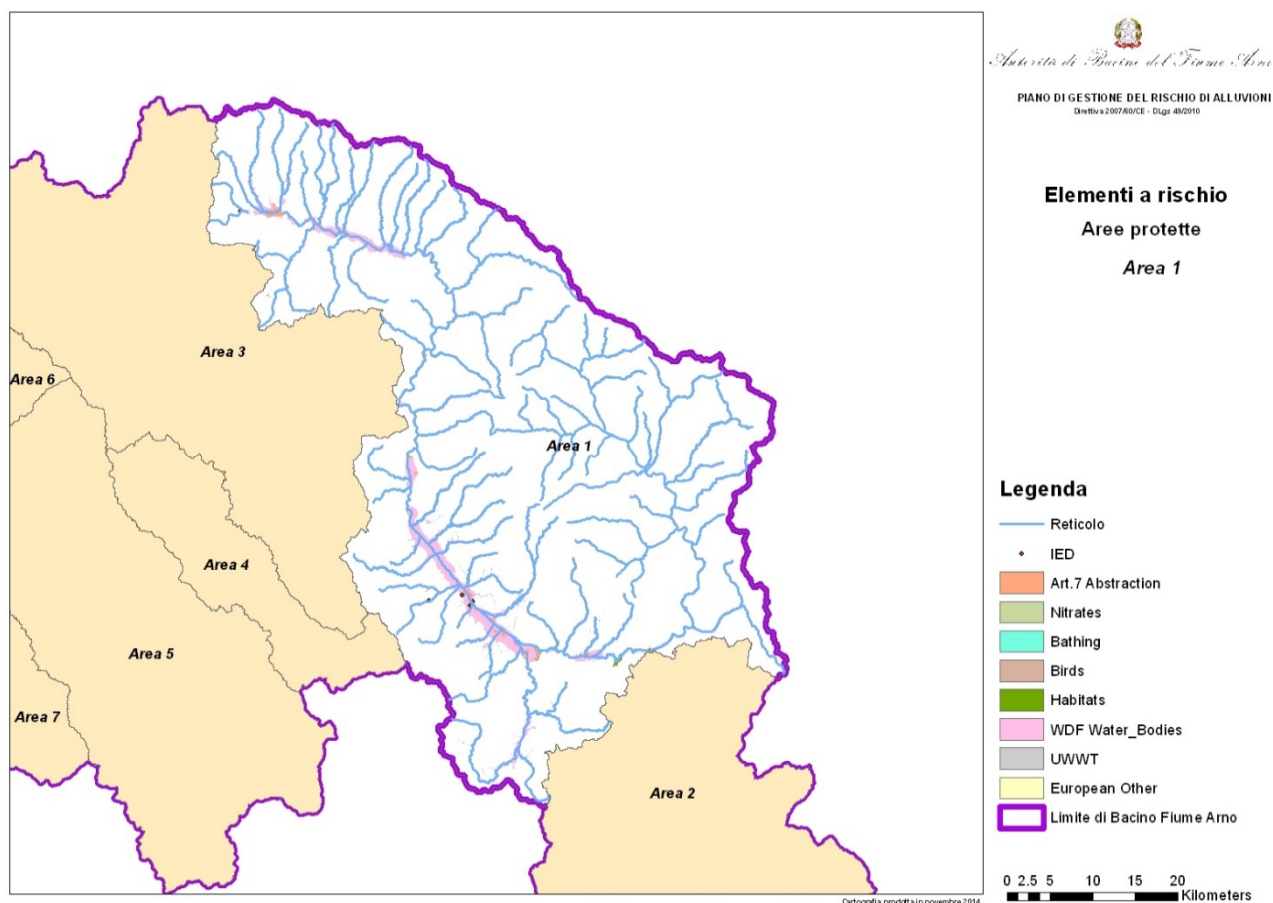 Autorità di Bacino del Fiume Arno
PIANO DI GESTIONE DEL RISCHIO DI ALLUVIONI
Direttiva 2007/60/CE - DLgs 49/2010
Elementi a rischio
Aree protette
Area 1
Area 3
Area 6
Area 1
Area 4
Area 5
Area 7
Area 2
Legenda
Reticolo
IED
Art.7 Abstraction
Nitrates
Bathing
Birds
Habitats
WDF Water_Bodies
UWWT
European Other
Limite di Bacino Fiume Arno
0 2.5 5 10 15 20
Kilometers
Cartografia prodotta in novembre 2014